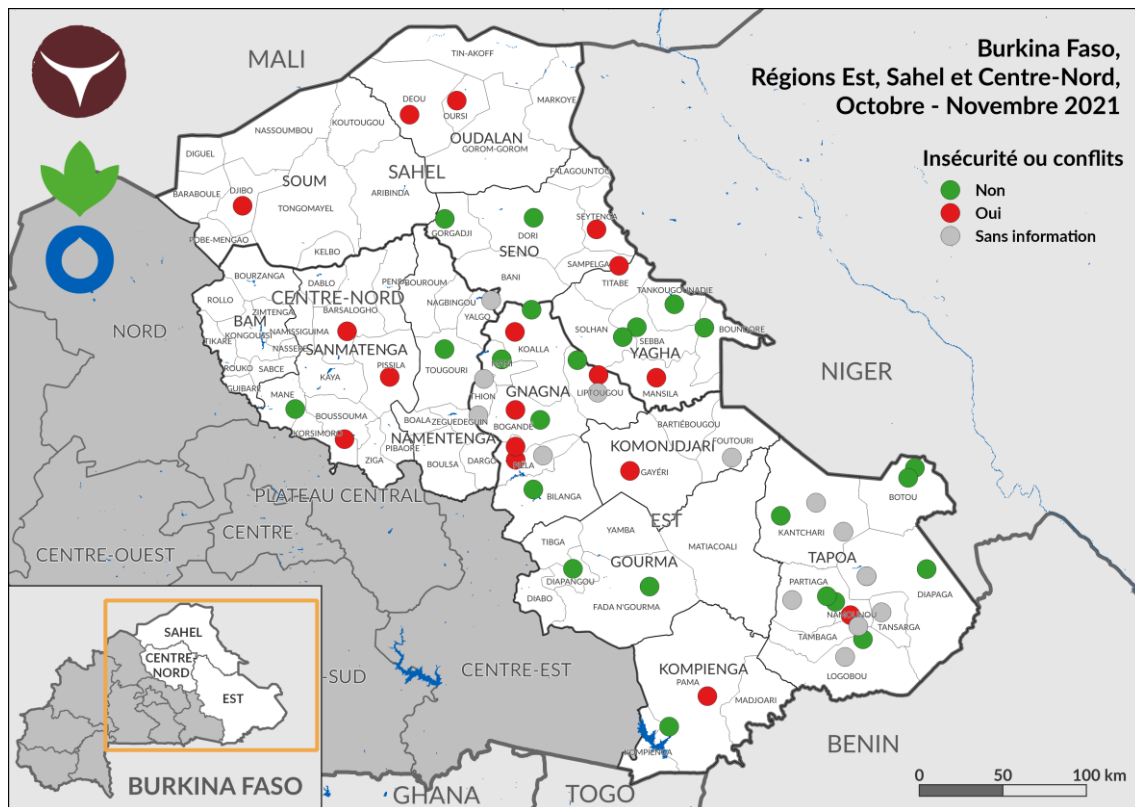 Burkina Faso,
Régions Est, Sahel et Centre-Nord,
Octobre - Novembre 2021
Insécurité ou conflits
Non
Oui
Sans information
MALI
TIN-AKOFF
DEOU
OURSI
MARKOYE
KOUTOUGOU
NASSOUMBOU
OUDALAN
GOROM-GOROM
DIGUEL
SAHEL
FALAGOUNTOU
BARABOULE
DJIBO
SOUM
ARIBINDA
TONGOMAYEL
SEYTENGA
GORGADJI
DORI
POBE-MENGAO
KELBO
SENO
SAMPELGA
BANI
TITABE
BOURZANGA
DABLO
BOUROUM
TANKOUGOUNADIE
ROLLO
CENTRE-NORD
NAGBINGOU
ZIMTENGA
BARSALOGHO
YALGO
BAM
NAMISSIGUIMA
SOLHAN
BOUNDORE
NORD
KONGOUSSI
SEBBA
TIKARE
SANMATENGA
KOALLA
YAGHA
ROUKO
SABCE
PISSILA
TOUGOURI
KAYA
LIPTOUGOU
MANSILA
MANE
THION
GNAGNA
NIGER
BOUSSOUMA
BOALA
ZEGUEDEGUIN
BOGANDE
BARTIÉBOUGOU
KORSIMORO
NAMENTENGA
KOMONDJARI
FOUTOURI
PIBAORE
ZIGA
BOULSA
DARGO
GAYÉRI
BOTOU
PLATEAU CENTRAL
BILANGA
EST
YAMBA
KANTCHARI
CENTRE
TIBGA
MATIACOALI
CENTRE-OUEST
GOURMA
TAPOA
DIAPANGOU
PARTIAGA
DIAPAGA
DIABO
FADA N'GOURMA
NAMOUNOU
TANSARGA
TAMBAGA
SAHEL
CENTRE-
NORD
EST
-SUD
CENTRE-EST
KOMPIENGA
PAMA
LOGOBOU
MADJOARI
BENIN
KOMPIENGA
BURKINA FASO
GHANA
TOGO
0 50 100 km